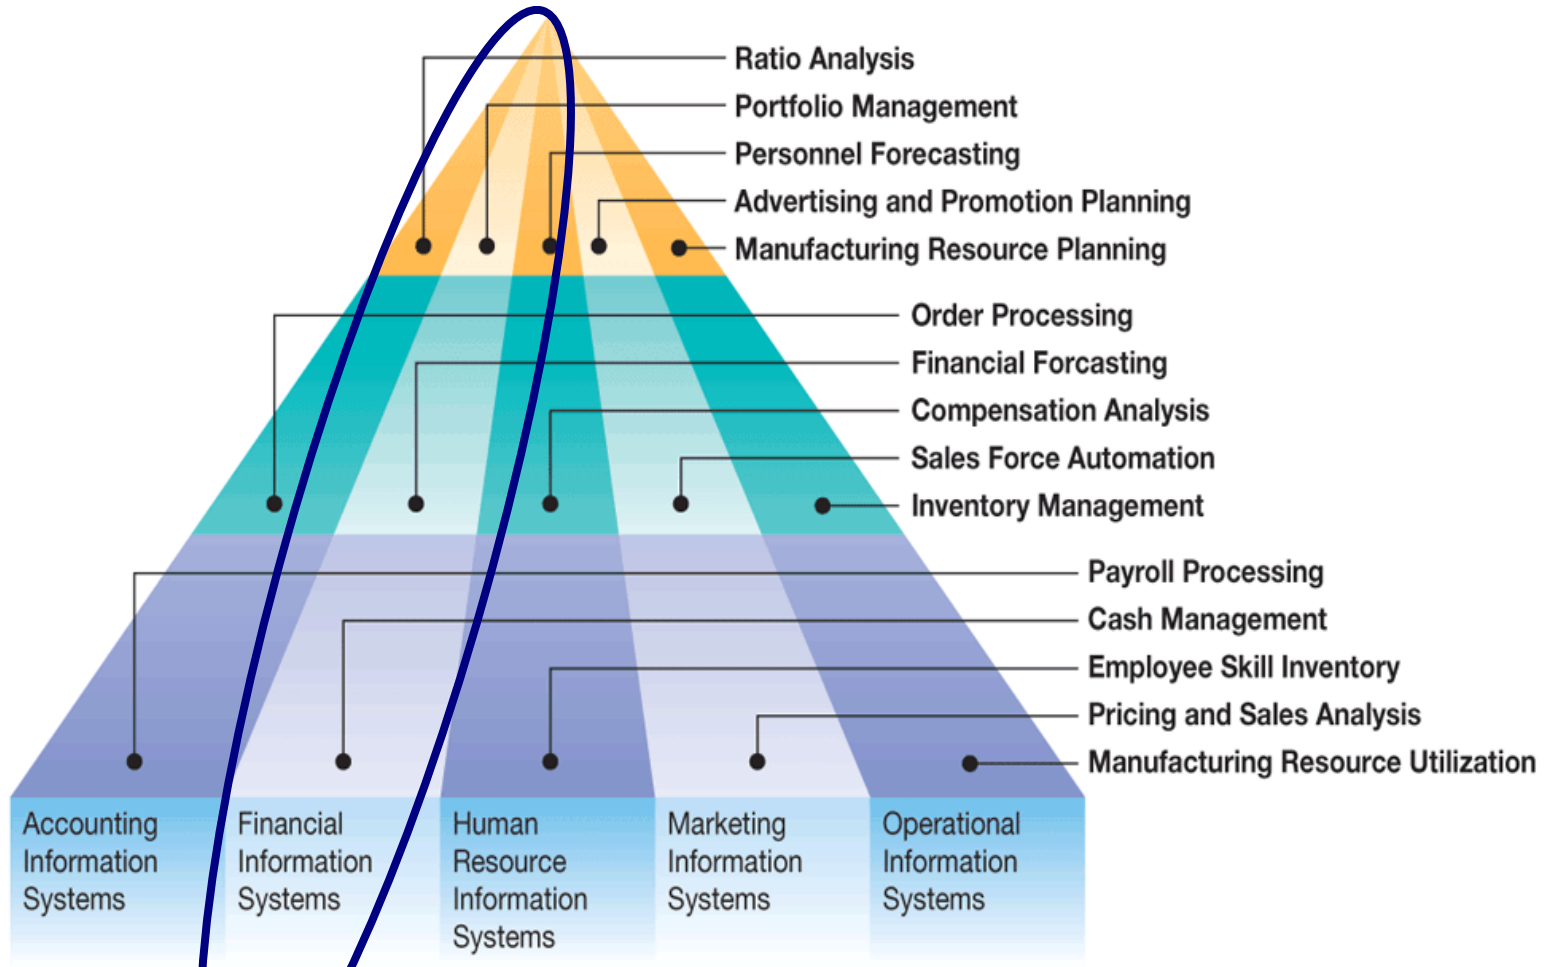 Ratio Analysis
Portfolio Management
Personnel Forecasting
Advertising and Promotion Planning
Manufacturing Resource Planning
Order Processing
Financial Forcasting
Compensation Analysis
Sales Force Automation
Inventory Management
Payroll Processing
Cash Management
Employee Skill Inventory
Pricing and Sales Analysis
Manufacturing Resource Utilization
Accounting
Information
Systems
Financial
Information
Systems
Human
Resource
Information
Systems
Marketing
Information
Systems
Operational
Information
Systems